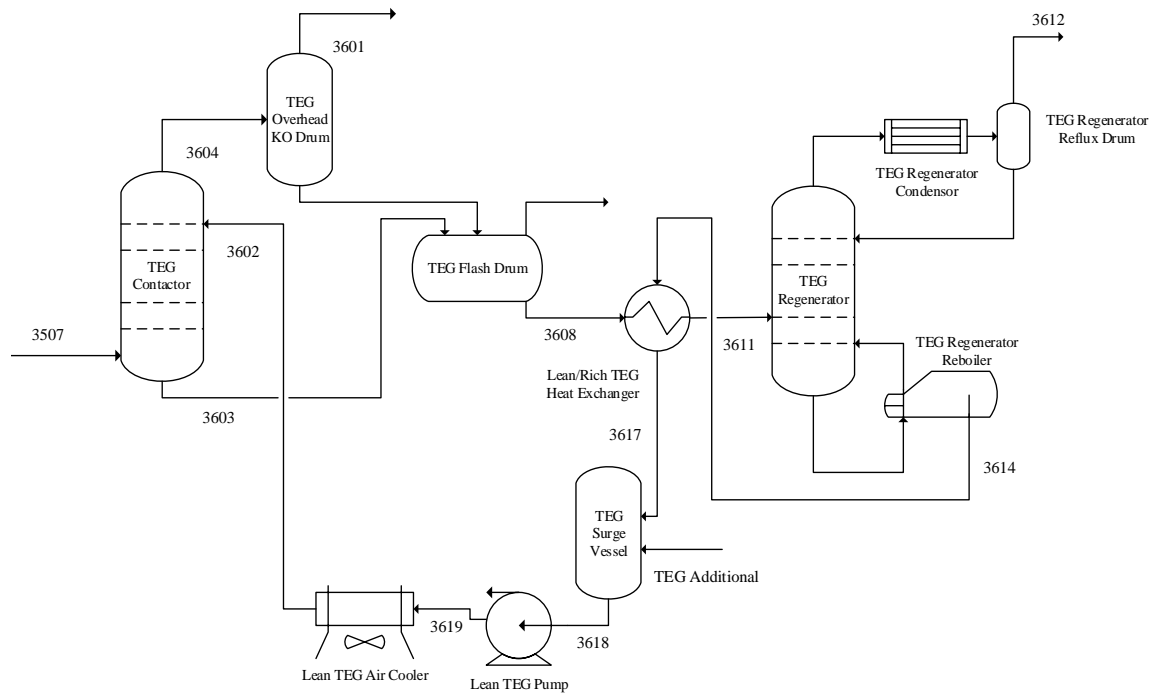 3601
3612
TEG
Overhead
KO Drum
TEG Regenerator
Reflux Drum
3604
TEG Regenerator
Condensor
3602
TEG
Contactor
TEG Flash Drum
TEG
Regenerator
3507
3608
3611
TEG Regenerator
Reboiler
Lean/Rich TEG
Heat Exchanger
3603
3617
3614
TEG
Surge
Vessel
TEG Additional
3619
3618
Lean TEG Air Cooler
Lean TEG Pump